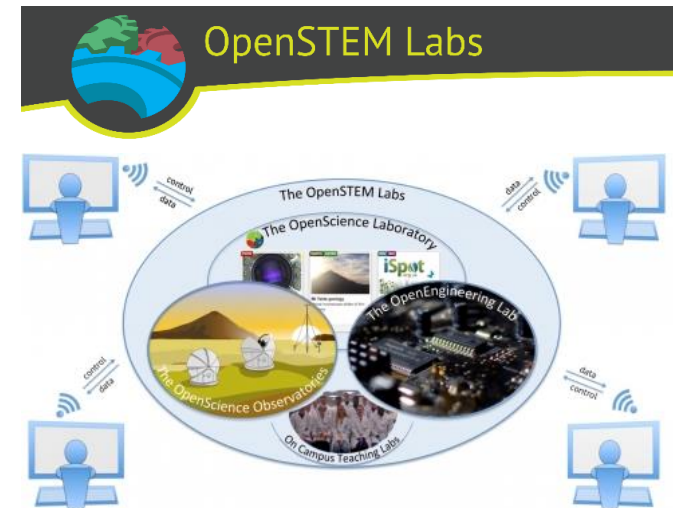 OpenSTEM Labs
control
data
data
control
The OpenSTEM Labs
The OpenScience Laboratory
iSpot
The OpenEngineering Lab
The OpenScience Observatories
control
data
data
control
On Campus Teaching Labs